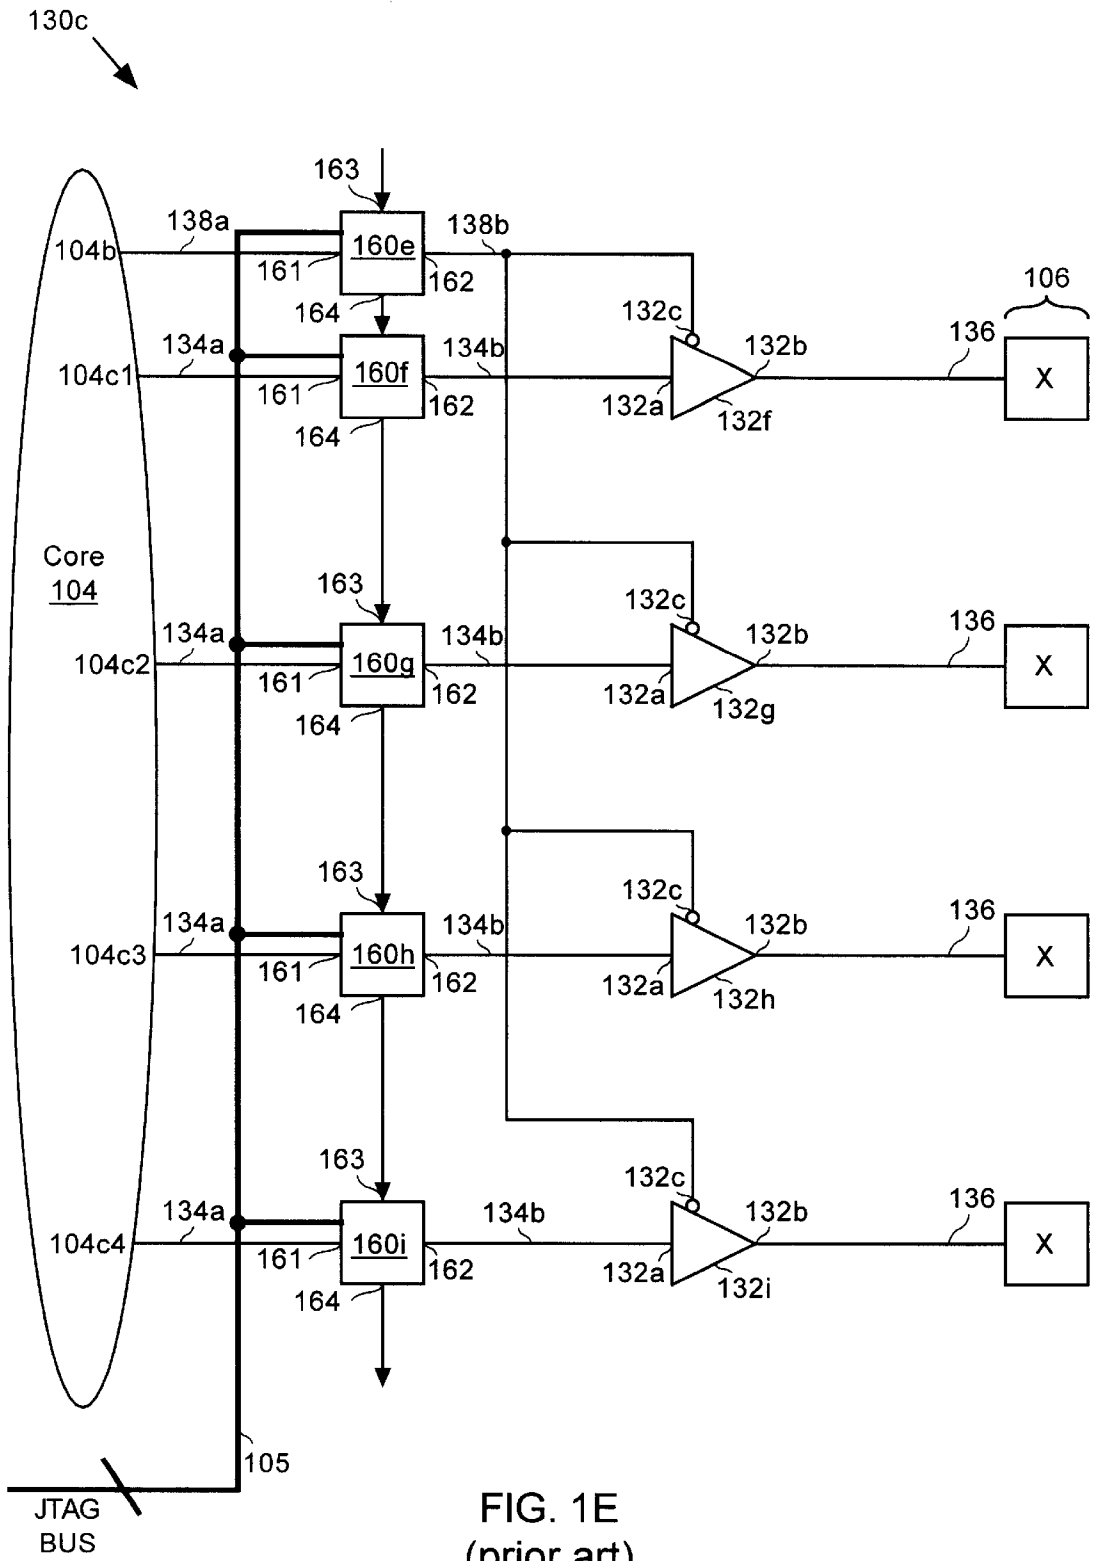 130c
163
138a
138b
104b
160e
161
162
132c
106
164
134a
134b
132b
136
104c1
160f
X
161
162
132a
132f
164
Core
104
163
132c
134a
134b
132b
136
104c2
160g
X
161
162
132a
132g
164
163
132c
134a
134b
132b
136
104c3
160h
X
161
162
132a
132h
164
163
132c
134a
134b
132b
136
104c4
160i
X
161
162
132a
132i
164
105
JTAG
BUS
FIG. 1E
(prior art)